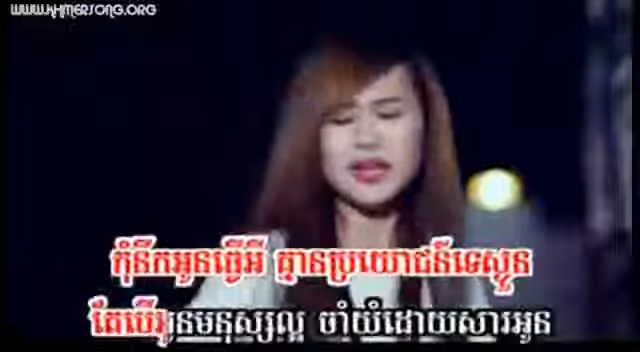 WWW.KHMERSONG.ORG
កុំនឹកអូនធ្វើអី គ្មានប្រយោជន៍ទេស្ងួន
តែបើអូនមនុស្សល្អ ចាំយំដោយសារអូន